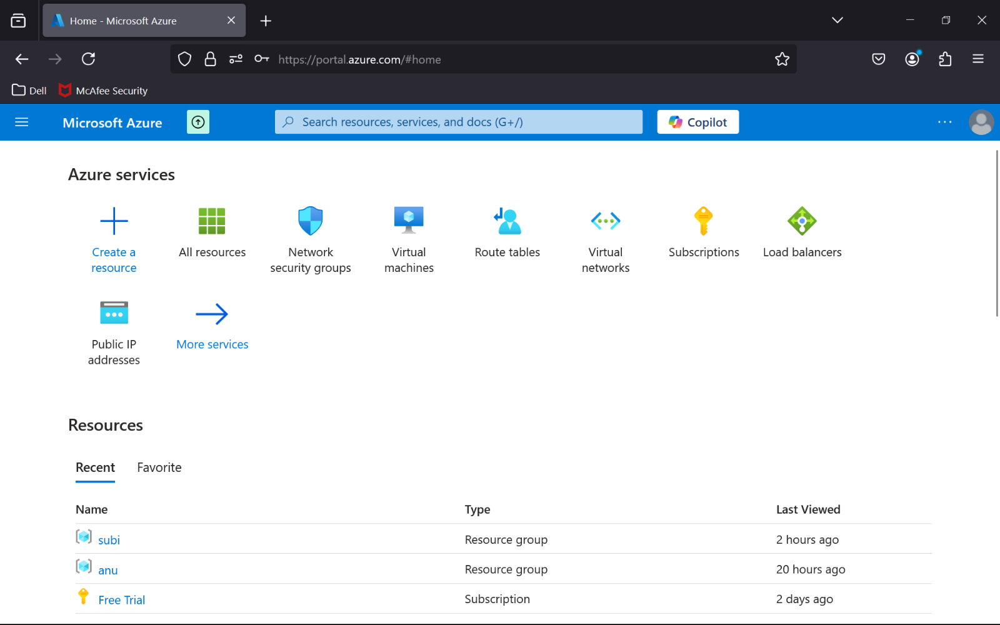 Home - Microsoft Azure
https://portal.azure.com/#home
Dell
McAfee Security
Microsoft Azure
Search resources, services, and docs (G+/)
Copilot
Azure services
Create a
resource
All resources
Network
security groups
Virtual
machines
Route tables
Virtual
networks
Subscriptions
Load balancers
Public IP
addresses
More services
Resources
Recent
Favorite
Name Type Last Viewed
subi Resource group 2 hours ago
anu Resource group 20 hours ago
Free Trial Subscription 2 days ago